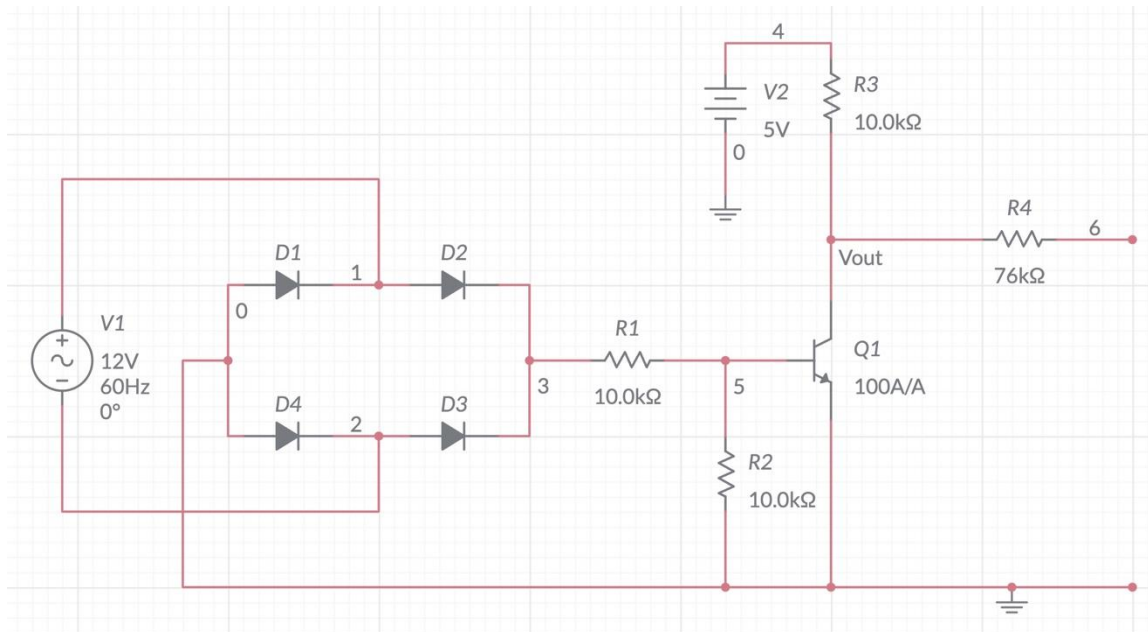 4
V2
5V
0
R3
10.0kΩ
R4
6
76kΩ
Vout
D1
1
D2
0
V1
12V
60Hz
0°
R1
10.0kΩ
3
5
Q1
100A/A
D4
2
D3
R2
10.0kΩ